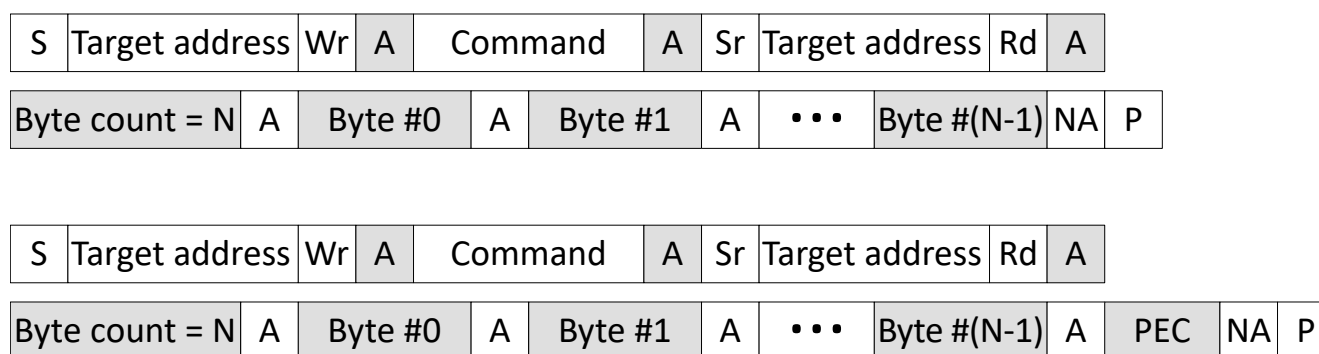 S Target address Wr A Command A Sr Target address Rd A
Byte count = N A Byte #0 A Byte #1 A • • • Byte #(N-1) NA P
S Target address Wr A Command A Sr Target address Rd A
Byte count = N A Byte #0 A Byte #1 A • • • Byte #(N-1) A PEC NA P